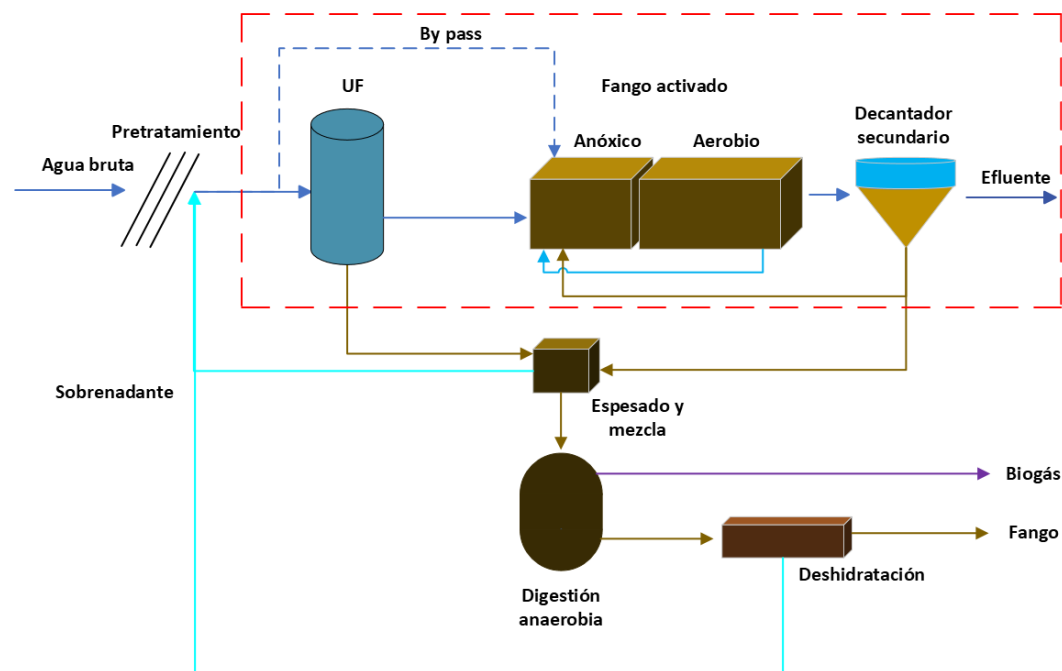 By pass
UF
Fango activado
Pretratamiento
Agua bruta
Anóxico
Aerobio
Decantador
secundario
Efluente
Sobrenadante
Espesado y
mezcla
Biogás
Fango
Deshidratación
Digestión
anaerobia